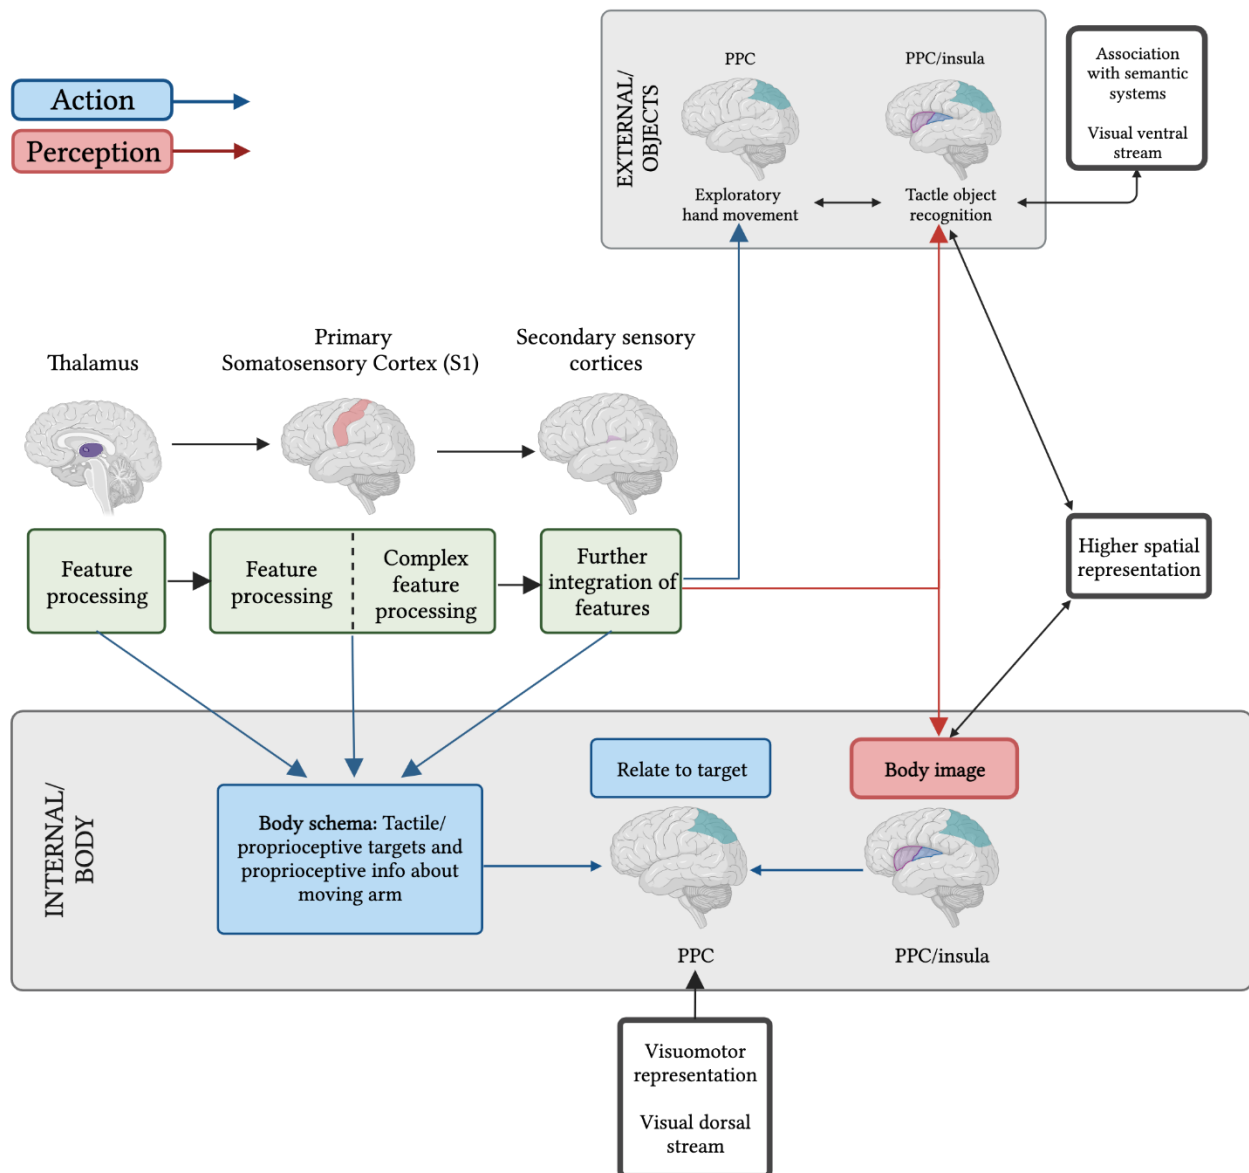 Action
Perception
EXTERNAL/
OBJECTS
PPC
Exploratory
hand movement
PPC/insula
Tactle object
recognition
Association
with semantic
systems
Visual ventral
stream
Thalamus
Primary
Somatosensory Cortex (S1)
Secondary sensory
cortices
Feature
processing
Feature
processing
Complex
feature
processing
Further
integration of
features
Higher spatial
representation
INTERNAL/
BODY
Body schema: Tactile/
proprioceptive targets and
proprioceptive info about
moving arm
Relate to target
PPC
Body image
PPC/insula
Visuomotor
representation
Visual dorsal
stream